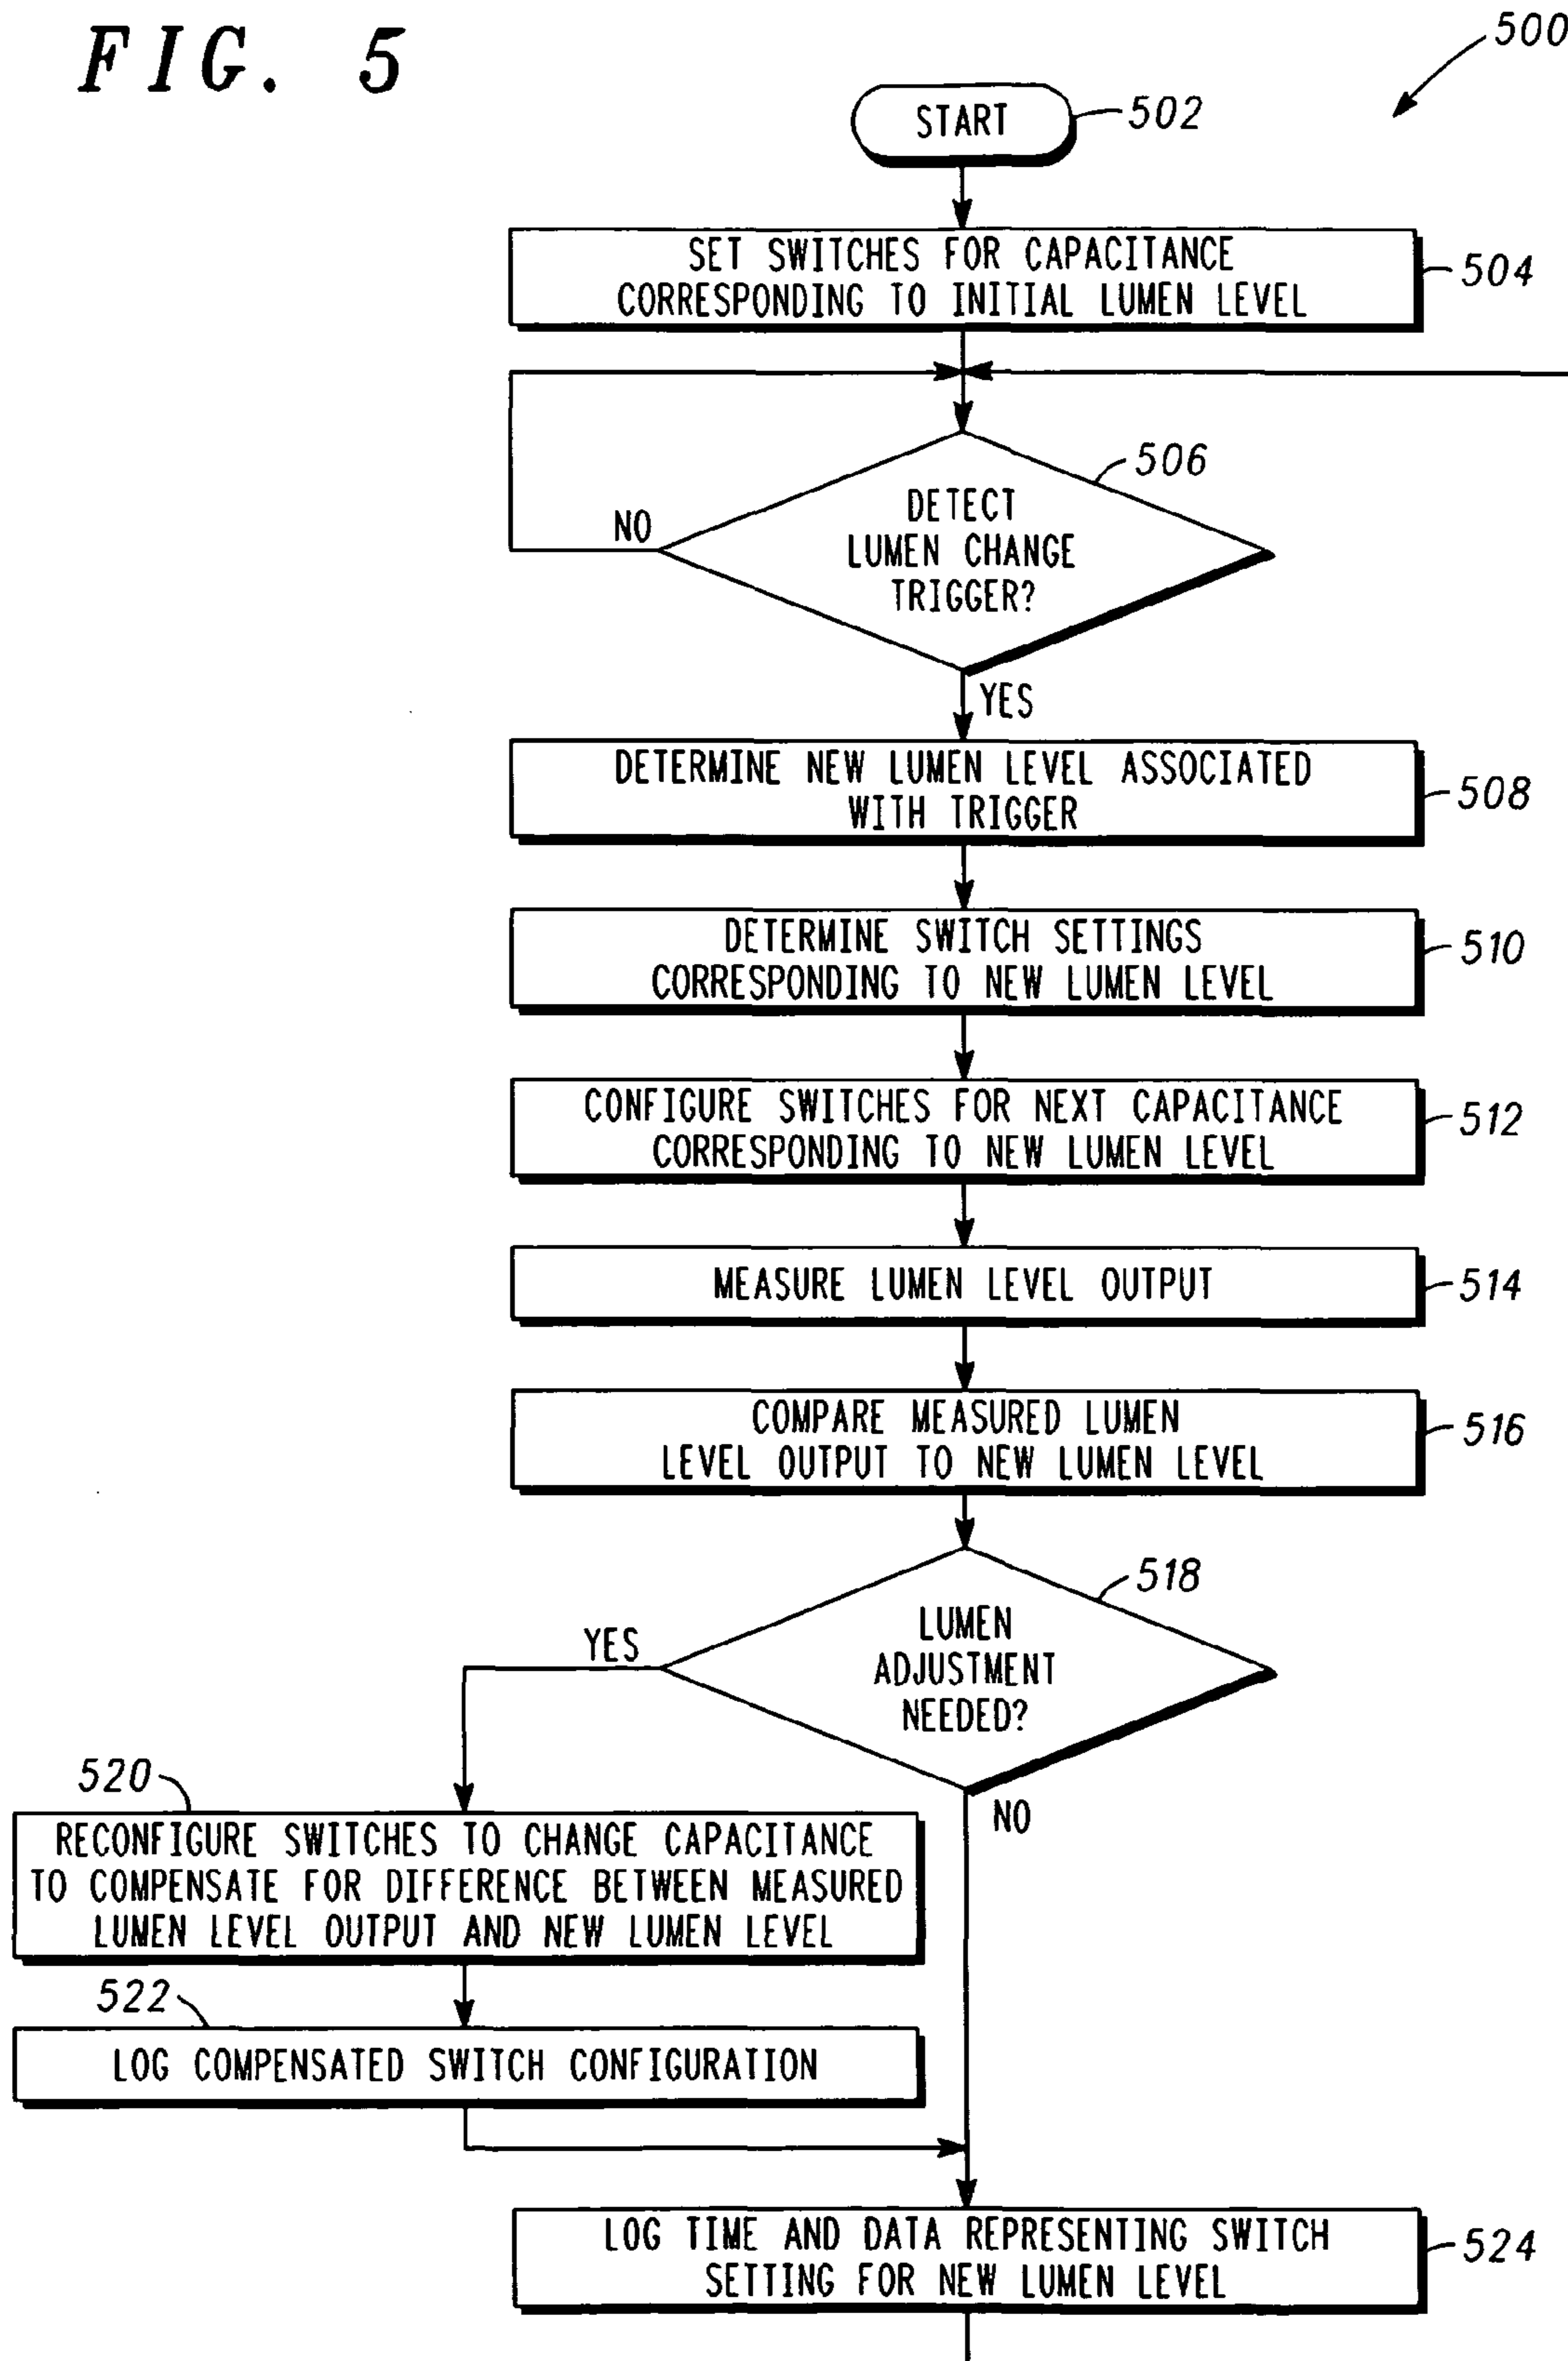 FIG. 5
500
START
502
SET SWITCHES FOR CAPACITANCE
CORRESPONDING TO INITIAL LUMEN LEVEL
504
506
DETECT
LUMEN CHANGE
TRIGGER?
NO
YES
DETERMINE NEW LUMEN LEVEL ASSOCIATED
WITH TRIGGER
508
DETERMINE SWITCH SETTINGS
CORRESPONDING TO NEW LUMEN LEVEL
510
CONFIGURE SWITCHES FOR NEXT CAPACITANCE
CORRESPONDING TO NEW LUMEN LEVEL
512
MEASURE LUMEN LEVEL OUTPUT
514
COMPARE MEASURED LUMEN
LEVEL OUTPUT TO NEW LUMEN LEVEL
516
518
LUMEN
ADJUSTMENT
NEEDED?
YES
NO
520
RECONFIGURE SWITCHES TO CHANGE CAPACITANCE
TO COMPENSATE FOR DIFFERENCE BETWEEN MEASURED
LUMEN LEVEL OUTPUT AND NEW LUMEN LEVEL
522
LOG COMPENSATED SWITCH CONFIGURATION
LOG TIME AND DATA REPRESENTING SWITCH
SETTING FOR NEW LUMEN LEVEL
524